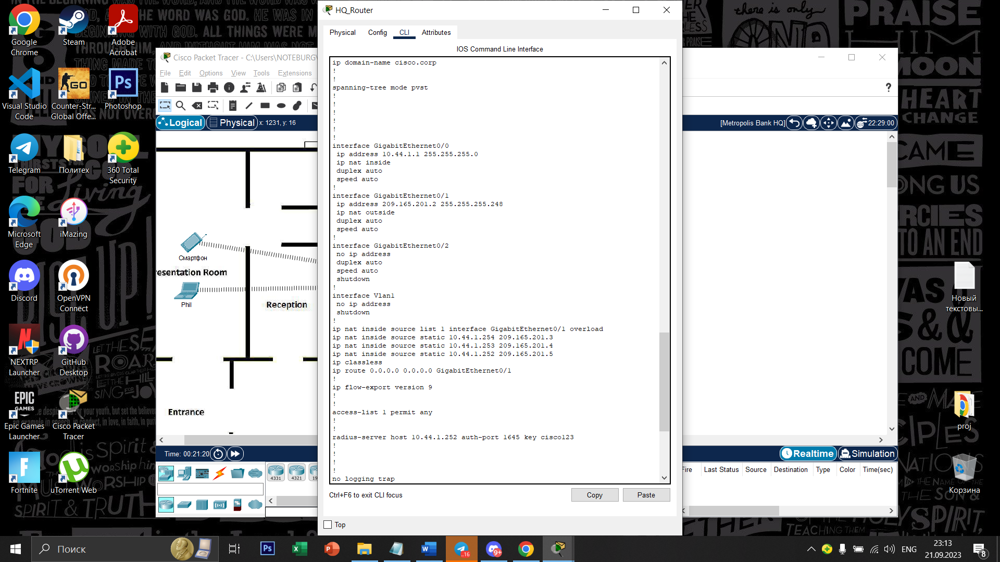 HQ_Router
Physical Config CLI Attributes
IOS Command Line Interface
ip domain-name cisco.corp
!
!
spanning-tree mode pvst
!
!
!
!
!
!
interface GigabitEthernet0/0
ip address 10.44.1.1 255.255.255.0
ip nat inside
duplex auto
speed auto
!
interface GigabitEthernet0/1
ip address 209.165.201.2 255.255.255.248
ip nat outside
duplex auto
speed auto
!
interface GigabitEthernet0/2
no ip address
duplex auto
speed auto
shutdown
!
interface Vlan1
no ip address
shutdown
!
ip nat inside source list 1 interface GigabitEthernet0/1 overload
ip nat inside source static 10.44.1.254 209.165.201.3
ip nat inside source static 10.44.1.253 209.165.201.4
ip nat inside source static 10.44.1.252 209.165.201.5
ip classless
ip route 0.0.0.0 0.0.0.0 GigabitEthernet0/1
!
ip flow-export version 9
!
!
access-list 1 permit any
!
!
radius-server host 10.44.1.252 auth-port 1645 key cisco123
!
!
!
!
no logging trap
Ctrl+F6 to exit CLI focus
Copy Paste
Top
Cisco Packet Tracer - C:\Users\NOTEBURG\
File Edit Options View Tools Extensions
?
Logical Physical x: 1231, y: 16
[Metropolis Bank HQ] 22:29:00
Смартфон
resentation Room
Phil
Reception
Entrance
Time: 00:21:20
Realtime Simulation
4331 4321 19
Fire Last Status Source Destination Type Color Time(sec)
Google Chrome
Steam
Adobe Acrobat
Visual Studio Code
Counter-Str... Global Offe...
Photoshop
Telegram
Политех
360 Total Security
Microsoft Edge
iMazing
Discord
OpenVPN Connect
NEXTRP Launcher
GitHub Desktop
Epic Games Launcher
Cisco Packet Tracer
Fortnite
uTorrent Web
Новый текстовы...
proj
Корзина
Поиск
..16
9+
ENG
23:13
21.09.2023
8